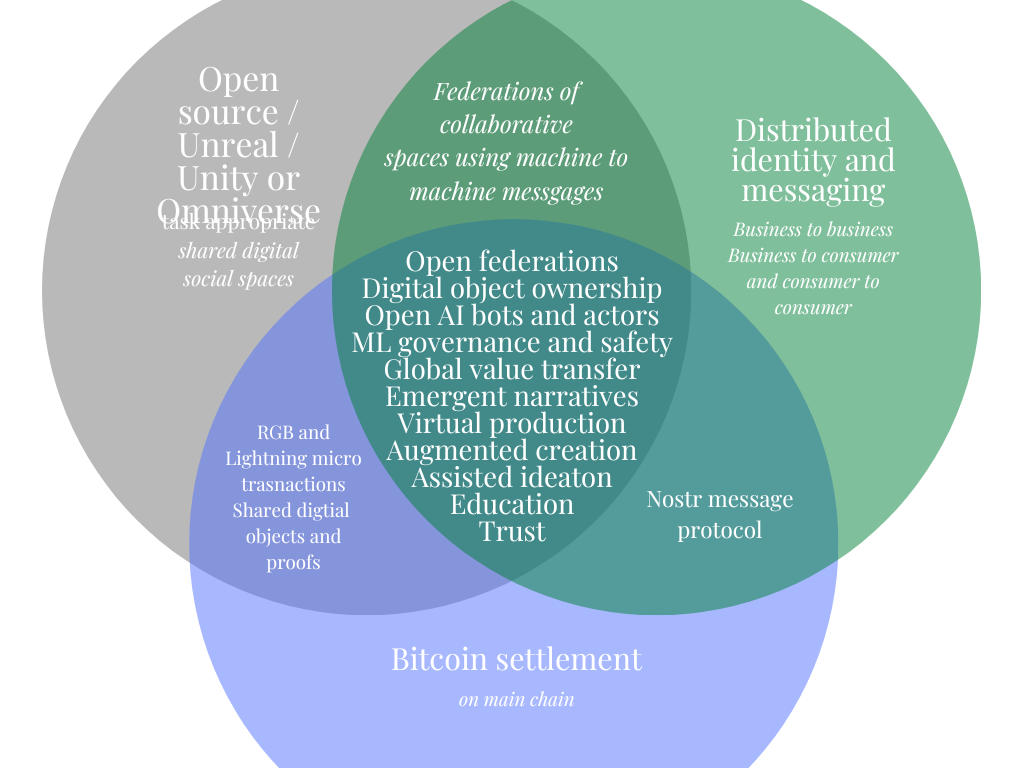 Open
source /
Unreal /
Unity or
Omniverse
task appropriate
shared digital
social spaces
Federations of
collaborative
spaces using machine to
machine messgages
Distributed
identity and
messaging
Business to business
Business to consumer
and consumer to
consumer
Open federations
Digital object ownership
Open AI bots and actors
ML governance and safety
Global value transfer
Emergent narratives
Virtual production
Augmented creation
Assisted ideaton
Education
Trust
RGB and
Lightning micro
trasnactions
Shared digtial
objects and
proofs
Nostr message
protocol
Bitcoin settlement
on main chain